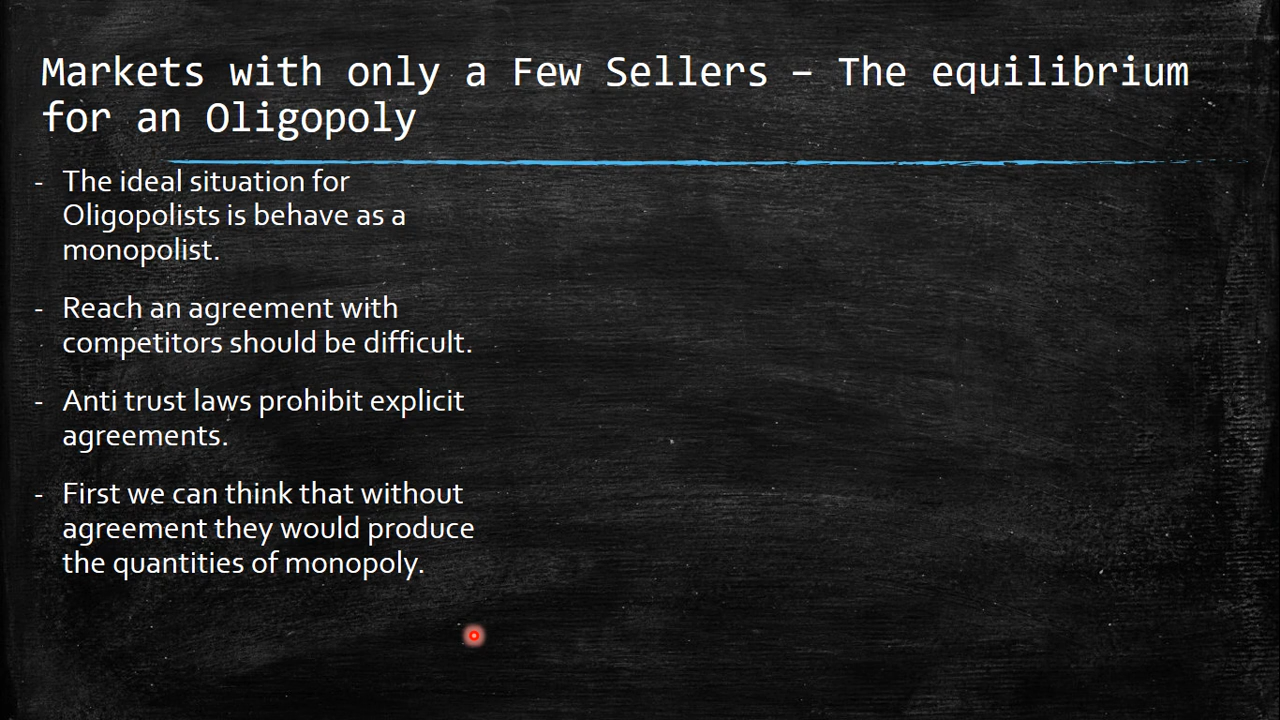 Markets with only a Few Sellers – The equilibrium
for an Oligopoly
- The ideal situation for
Oligopolists is behave as a
monopolist.
- Reach an agreement with
competitors should be difficult.
- Anti trust laws prohibit explicit
agreements.
- First we can think that without
agreement they would produce
the quantities of monopoly.